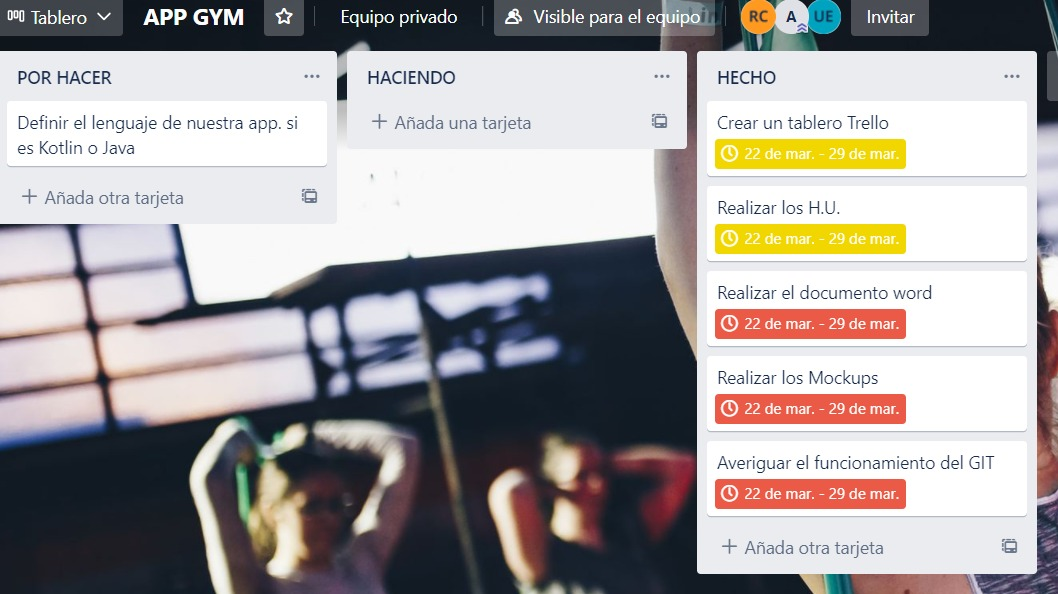 Tablero
APP GYM
Equipo privado
Visible para el equipo
RC
A
UE
Invitar
POR HACER
Definir el lenguaje de nuestra app. si
es Kotlin o Java
Añada otra tarjeta
HACIENDO
Añada una tarjeta
HECHO
Crear un tablero Trello
22 de mar. - 29 de mar.
Realizar los H.U.
22 de mar. - 29 de mar.
Realizar el documento word
22 de mar. - 29 de mar.
Realizar los Mockups
22 de mar. - 29 de mar.
Averiguar el funcionamiento del GIT
22 de mar. - 29 de mar.
Añada otra tarjeta